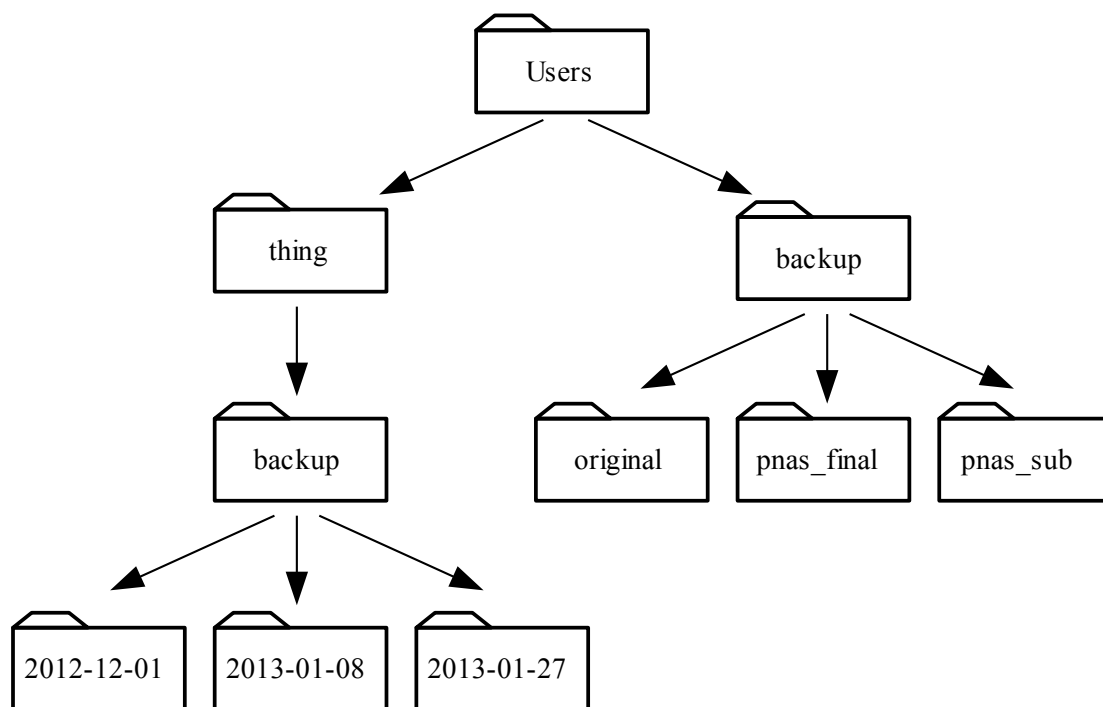 Users
thing
backup
backup
original
pnas_final
pnas_sub
2012-12-01
2013-01-08
2013-01-27